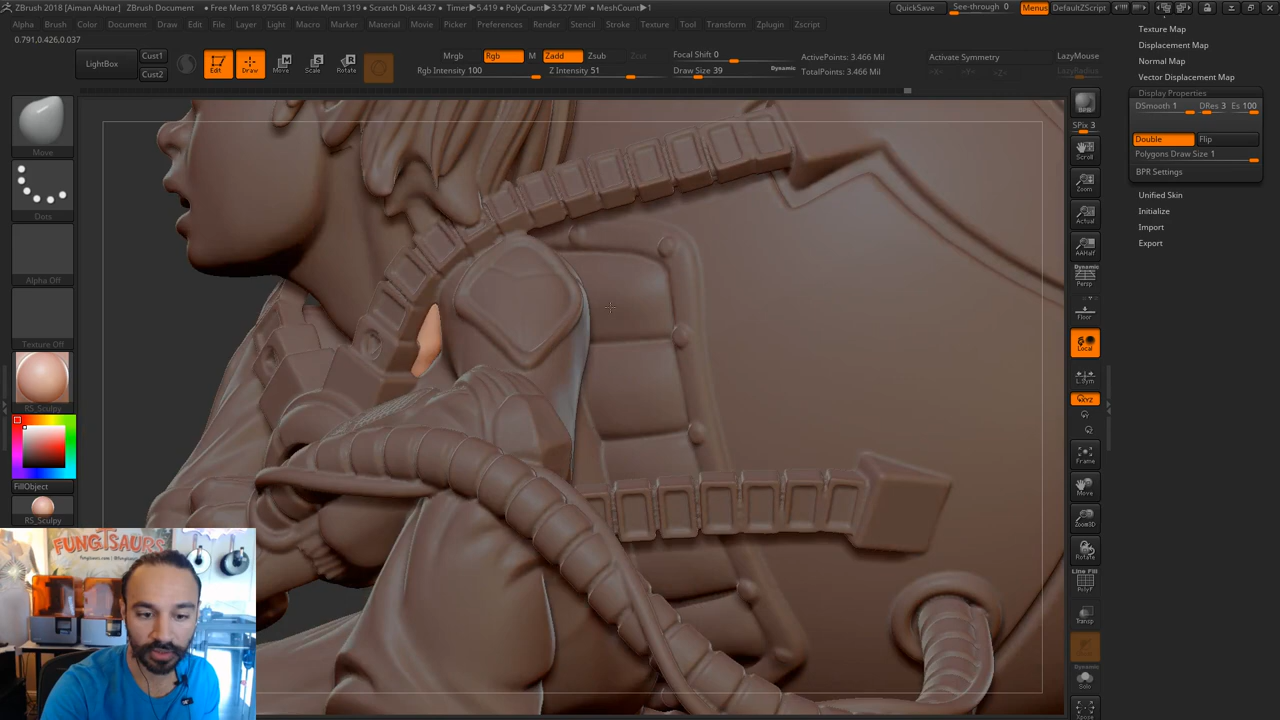 ZBrush 2018 [Aiman Akhtar]   ZBrush Document   • Free Mem 18.975GB • Active Mem 1319 • Scratch Disk 4437 • Timer▶5.419 • PolyCount▶3.527 MP • MeshCount▶1
QuickSave
See-through 0
Menus
DefaultZScript
Alpha Brush Color Document Draw Edit File Layer Light Macro Marker Material Movie Picker Preferences Render Stencil Stroke Texture Tool Transform Zplugin Zscript
0.791,0.426,0.037
LightBox
Cust1
Cust2
Edit
Draw
Move
Scale
Rotate
Mrgb
Rgb
M
Zadd
Zsub
Zcut
Rgb Intensity 100
Z Intensity 51
Focal Shift 0
Draw Size 39
Dynamic
ActivePoints: 3.466 Mil
TotalPoints: 3.466 Mil
Activate Symmetry
>X<
>Y<
>Z<
LazyMouse
LazyRadius
Texture Map
Displacement Map
Normal Map
Vector Displacement Map
Display Properties
DSmooth 1
DRes 3
Es 100
Double
Flip
Polygons Draw Size 1
BPR Settings
Unified Skin
Initialize
Import
Export
Move
Dots
Alpha Off
Texture Off
RS_Sculpy
FillObject
RS_Sculpy
BPR
SPix 3
Scroll
Zoom
Actual
AAHalf
Dynamic
Persp
Floor
Local
L.Sym
XYZ
Frame
Move
Zoom3D
Rotate
Line Fill
PolyF
Transp
Dynamic
Solo
Xpose
FUNGISAURS